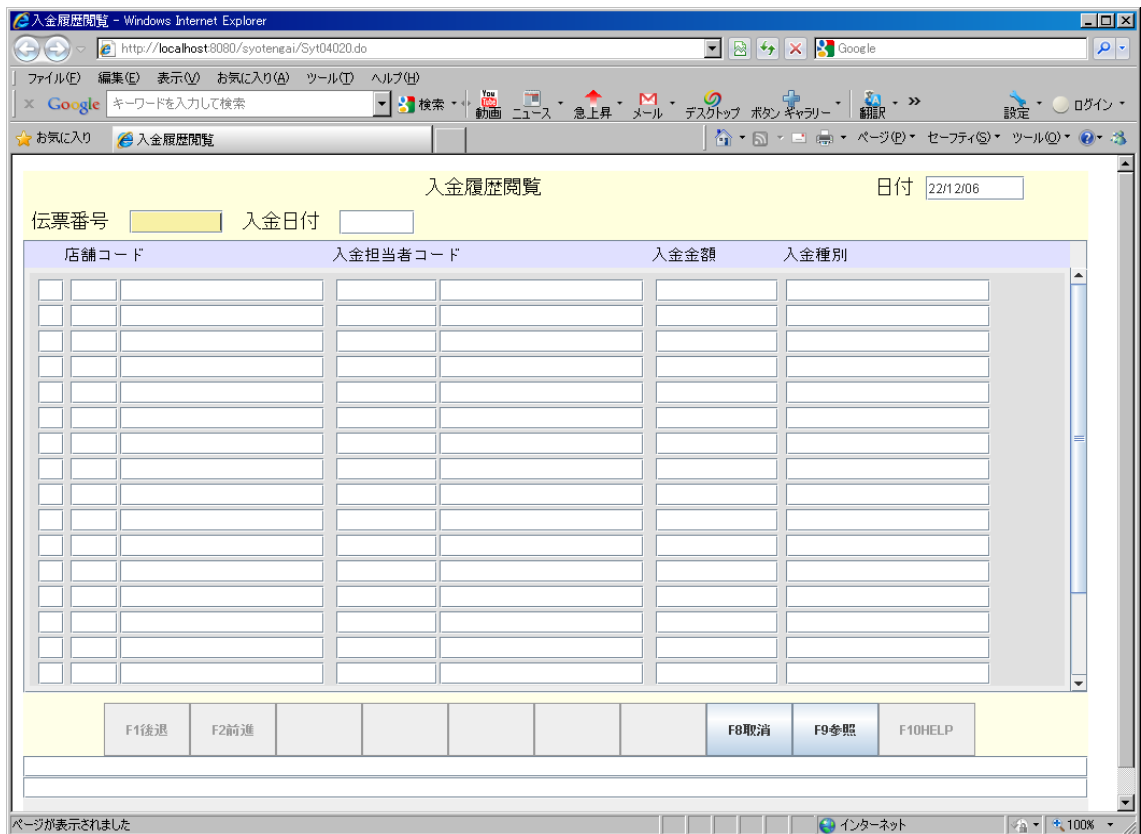 入金履歴閲覧 - Windows Internet Explorer
http://localhost:8080/syotengai/Syt04020.do
Google
ファイル(F) 編集(E) 表示(V) お気に入り(A) ツール(T) ヘルプ(H)
Google キーワードを入力して検索 検索 You Tube 動画 ニュース 急上昇 メール デスクトップ ボタン ギャラリー 翻訳 » 設定 ログイン
お気に入り 入金履歴閲覧 ページ(P) セーフティ(S) ツール(O)
入金履歴閲覧 日付 22/12/06
伝票番号 入金日付
店舗コード 入金担当者コード 入金金額 入金種別
F1後退 F2前進 F8取消 F9参照 F10HELP
ページが表示されました インターネット 100%